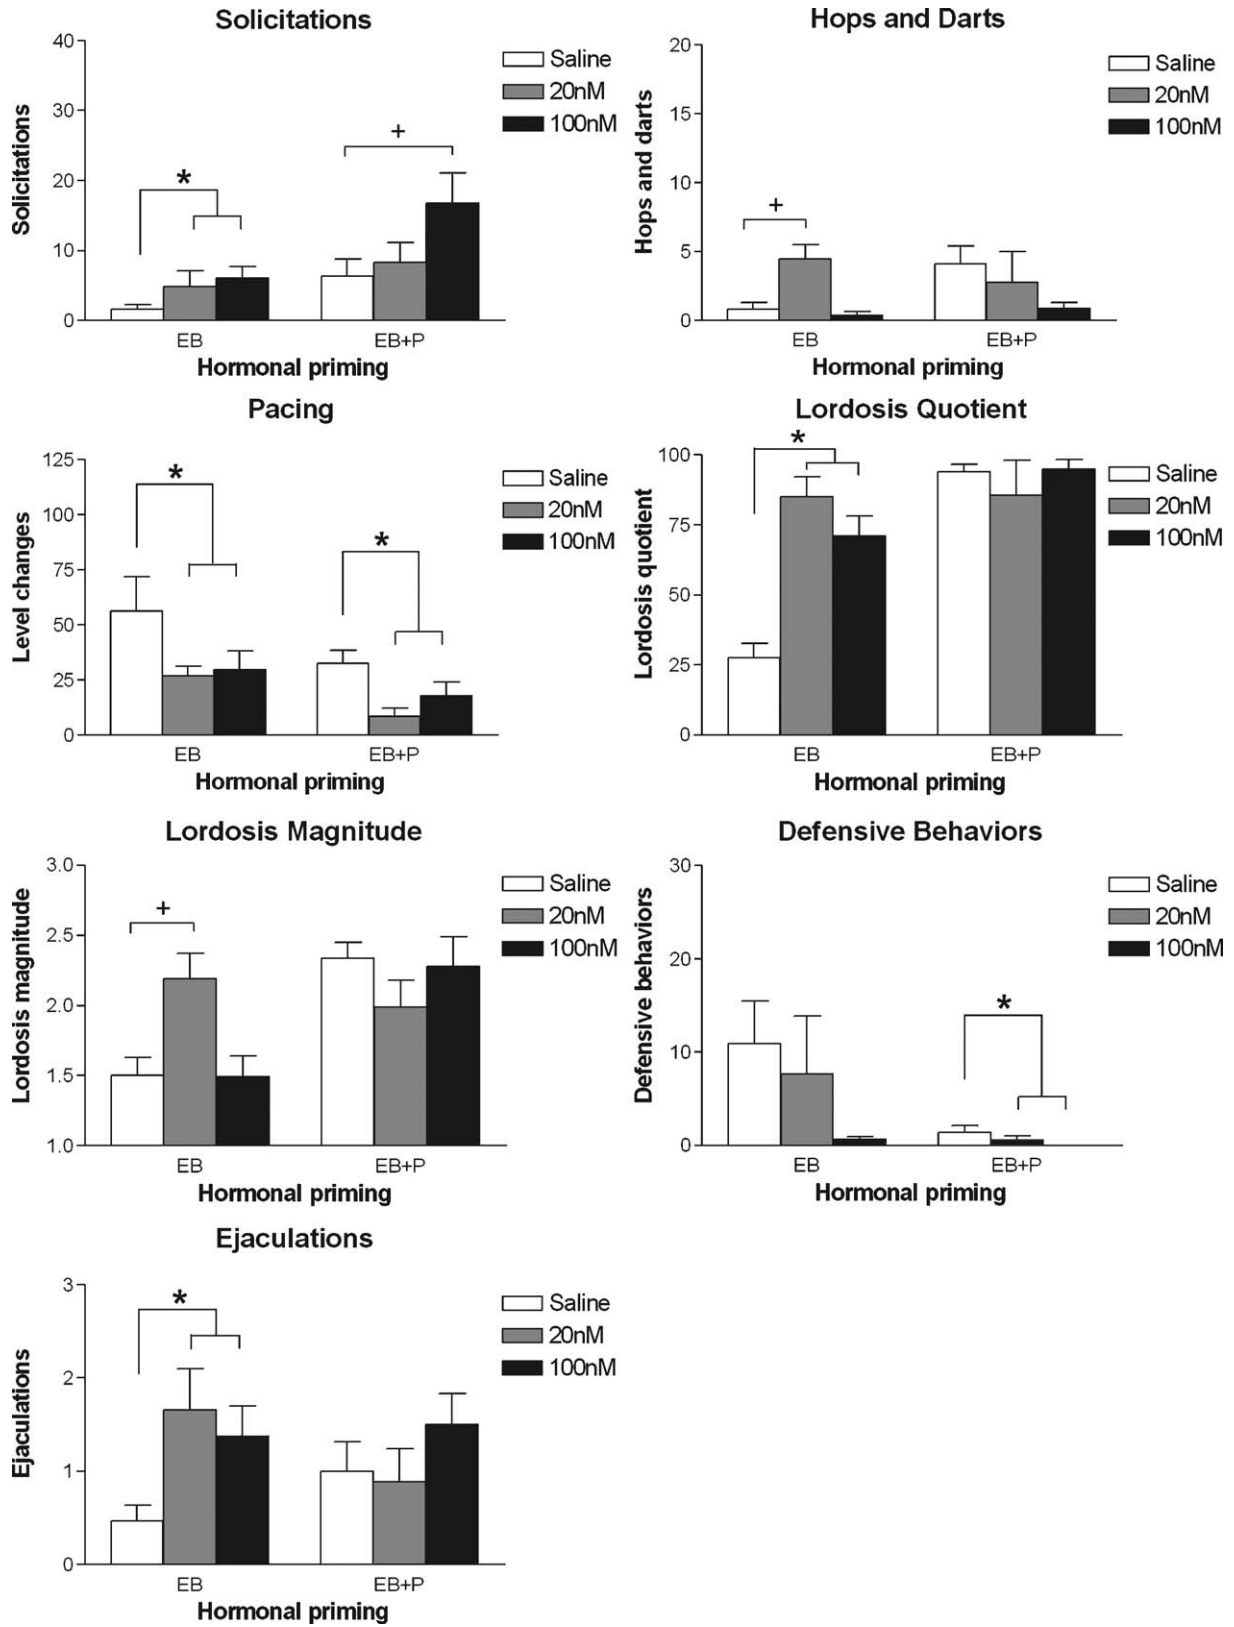 Solicitations
Solicitations
40
30
20
10
0
*
+
Saline
20nM
100nM
EB
EB+P
Hormonal priming
Hops and Darts
Hops and darts
20
15
10
5
0
+
Saline
20nM
100nM
EB
EB+P
Hormonal priming
Pacing
Level changes
125
100
75
50
25
0
*
*
Saline
20nM
100nM
EB
EB+P
Hormonal priming
Lordosis Quotient
Lordosis quotient
100
75
50
25
0
*
Saline
20nM
100nM
EB
EB+P
Hormonal priming
Lordosis Magnitude
Lordosis magnitude
3.0
2.5
2.0
1.5
1.0
+
Saline
20nM
100nM
EB
EB+P
Hormonal priming
Defensive Behaviors
Defensive behaviors
30
20
10
0
*
Saline
20nM
100nM
EB
EB+P
Hormonal priming
Ejaculations
Ejaculations
3
2
1
0
*
Saline
20nM
100nM
EB
EB+P
Hormonal priming